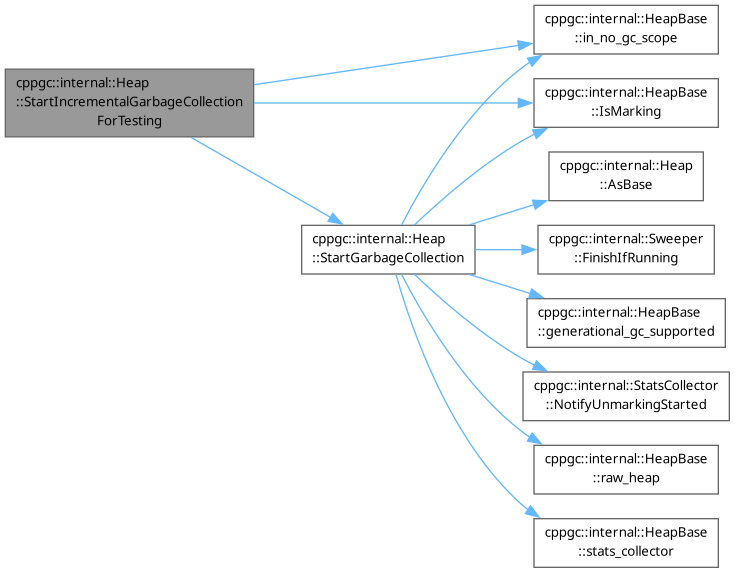 cppgc::internal::Heap
::StartIncrementalGarbageCollection
ForTesting
cppgc::internal::Heap
::StartGarbageCollection
cppgc::internal::HeapBase
::in_no_gc_scope
cppgc::internal::HeapBase
::IsMarking
cppgc::internal::Heap
::AsBase
cppgc::internal::Sweeper
::FinishIfRunning
cppgc::internal::HeapBase
::generational_gc_supported
cppgc::internal::StatsCollector
::NotifyUnmarkingStarted
cppgc::internal::HeapBase
::raw_heap
cppgc::internal::HeapBase
::stats_collector